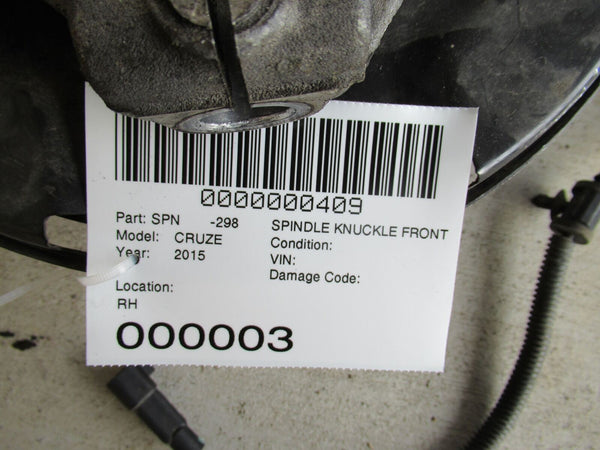 0000000409
Part: SPN -298 SPINDLE KNUCKLE FRONT
Model: CRUZE Condition:
Year: 2015 VIN:
Damage Code:
Location:
RH
000003